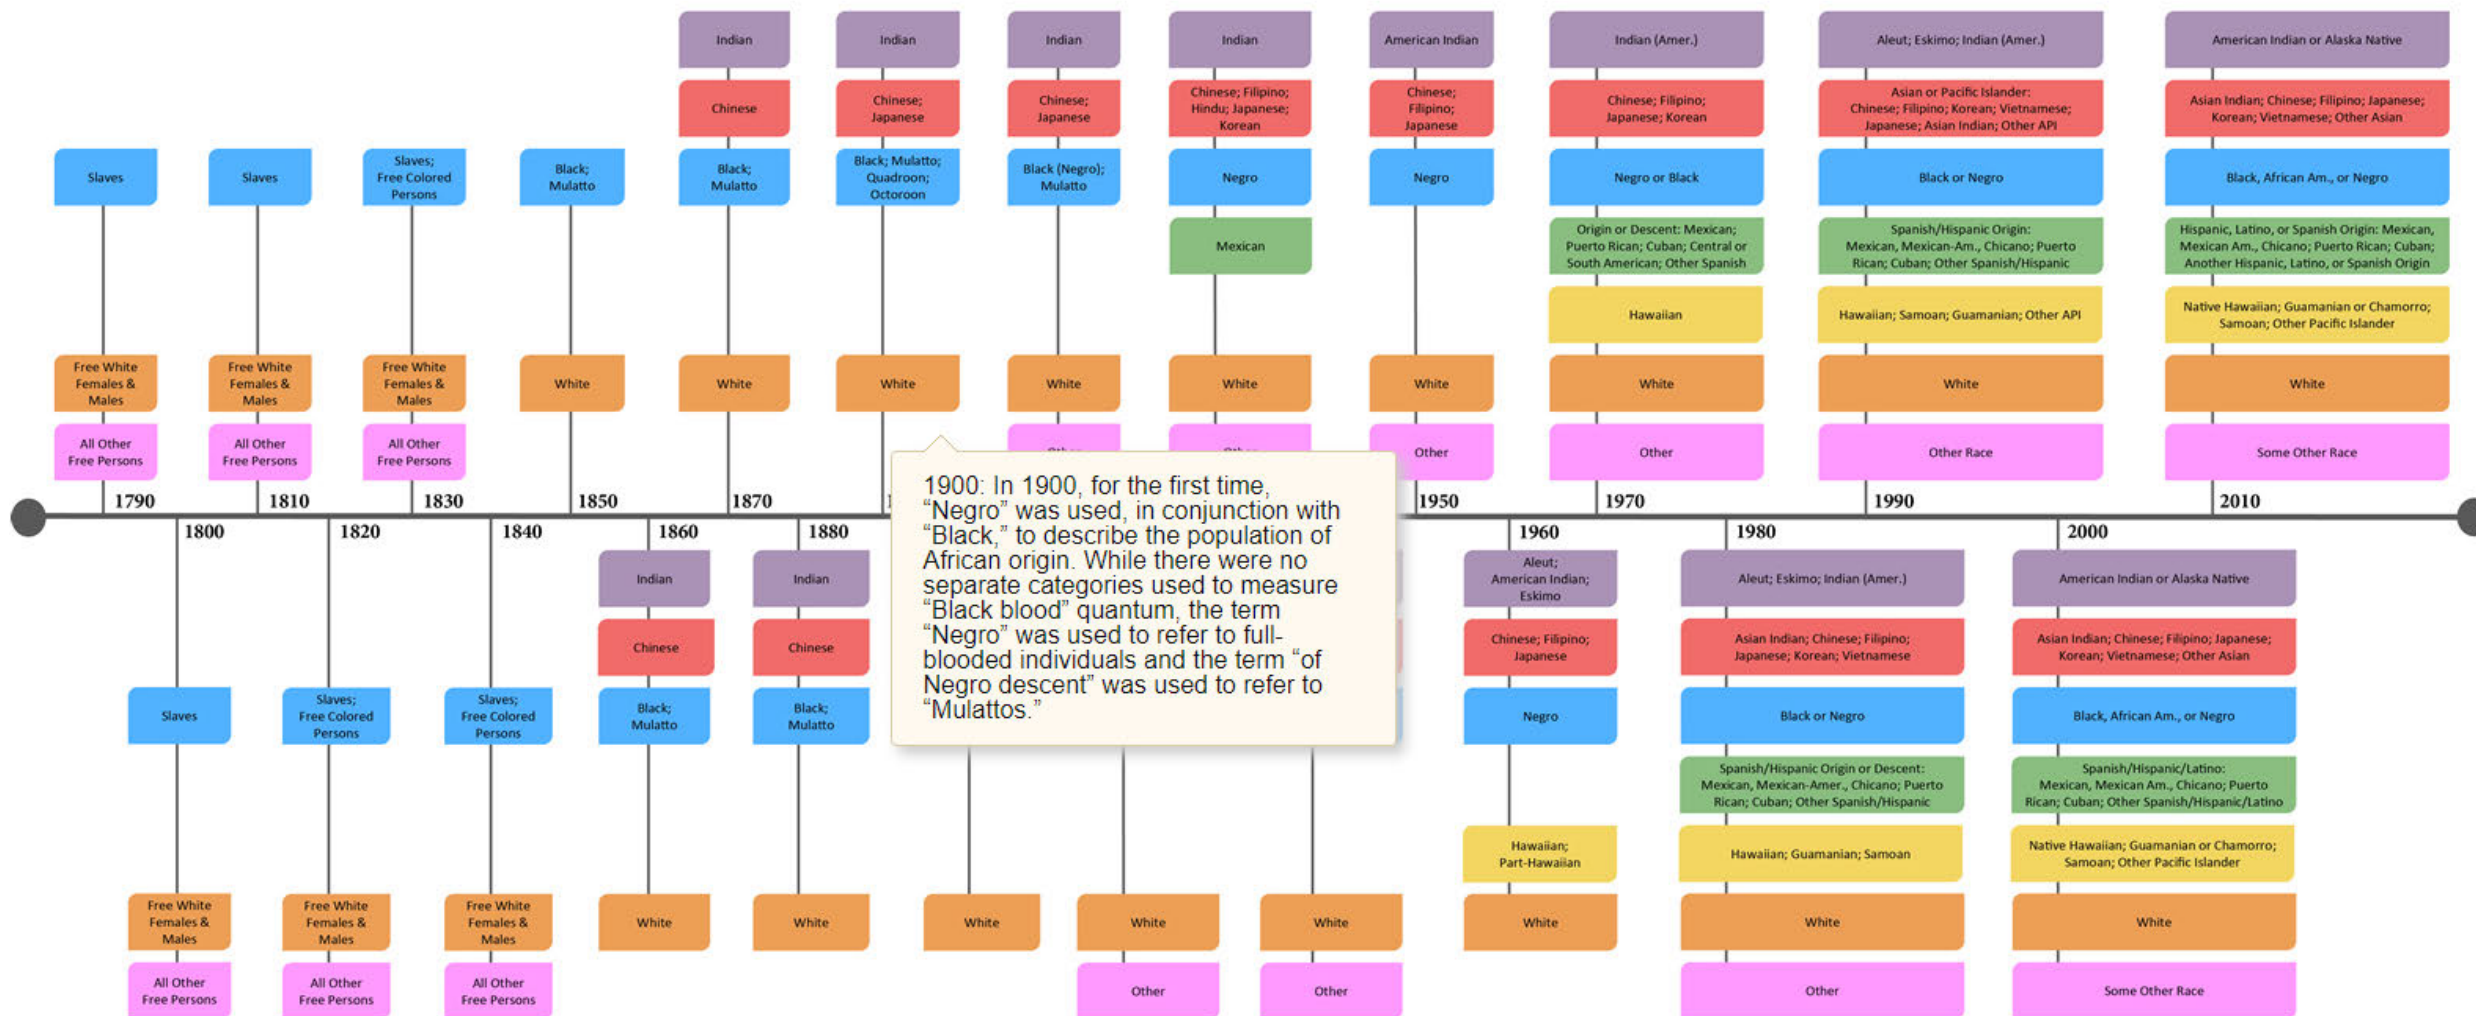 Slaves
Free White
Females &
Males
All Other
Free Persons
1790
Slaves
Free White
Females &
Males
All Other
Free Persons
1810
Slaves;
Free Colored
Persons
Free White
Females &
Males
All Other
Free Persons
1830
Black;
Mulatto
White
1850
Indian
Chinese
Black;
Mulatto
White
1870
Indian
Chinese;
Japanese
Black; Mulatto;
Quadroon;
Octoroon
White
Indian
Chinese;
Japanese
Black (Negro);
Mulatto
White
Indian
Chinese; Filipino;
Hindu; Japanese;
Korean
Negro
Mexican
White
American Indian
Chinese;
Filipino;
Japanese
Negro
White
Other
1950
Indian (Amer.)
Chinese; Filipino;
Japanese; Korean
Negro or Black
Origin or Descent: Mexican;
Puerto Rican; Cuban; Central or
South American; Other Spanish
Hawaiian
White
Other
1970
Aleut; Eskimo; Indian (Amer.)
Asian or Pacific Islander:
Chinese; Filipino; Korean; Vietnamese;
Japanese; Asian Indian; Other API
Black or Negro
Spanish/Hispanic Origin:
Mexican, Mexican-Am., Chicano; Puerto
Rican; Cuban; Other Spanish/Hispanic
Hawaiian; Samoan; Guamanian; Other API
White
Other Race
1990
American Indian or Alaska Native
Asian Indian; Chinese; Filipino; Japanese;
Korean; Vietnamese; Other Asian
Black, African Am., or Negro
Hispanic, Latino, or Spanish Origin: Mexican,
Mexican Am., Chicano; Puerto Rican; Cuban;
Another Hispanic, Latino, or Spanish Origin
Native Hawaiian; Guamanian or Chamorro;
Samoan; Other Pacific Islander
White
Some Other Race
2010
1900: In 1900, for the first time,
“Negro” was used, in conjunction with
“Black,” to describe the population of
African origin. While there were no
separate categories used to measure
“Black blood” quantum, the term
“Negro” was used to refer to full-
blooded individuals and the term “of
Negro descent” was used to refer to
“Mulattos.”
1800
Slaves
Free White
Females &
Males
All Other
Free Persons
1820
Slaves;
Free Colored
Persons
Free White
Females &
Males
All Other
Free Persons
1840
Slaves;
Free Colored
Persons
Free White
Females &
Males
All Other
Free Persons
1860
Indian
Chinese
Black;
Mulatto
White
1880
Indian
Chinese
Black;
Mulatto
White
White
White
Other
White
Other
1960
Aleut;
American Indian;
Eskimo
Chinese; Filipino;
Japanese
Negro
Hawaiian;
Part-Hawaiian
White
1980
Aleut; Eskimo; Indian (Amer.)
Asian Indian; Chinese; Filipino;
Japanese; Korean; Vietnamese
Black or Negro
Spanish/Hispanic Origin or Descent:
Mexican, Mexican-Amer., Chicano; Puerto
Rican; Cuban; Other Spanish/Hispanic
Hawaiian; Guamanian; Samoan
White
Other
2000
American Indian or Alaska Native
Asian Indian; Chinese; Filipino; Japanese;
Korean; Vietnamese; Other Asian
Black, African Am., or Negro
Spanish/Hispanic/Latino:
Mexican, Mexican Am., Chicano; Puerto
Rican; Cuban; Other Spanish/Hispanic/Latino
Native Hawaiian; Guamanian or Chamorro;
Samoan; Other Pacific Islander
White
Some Other Race